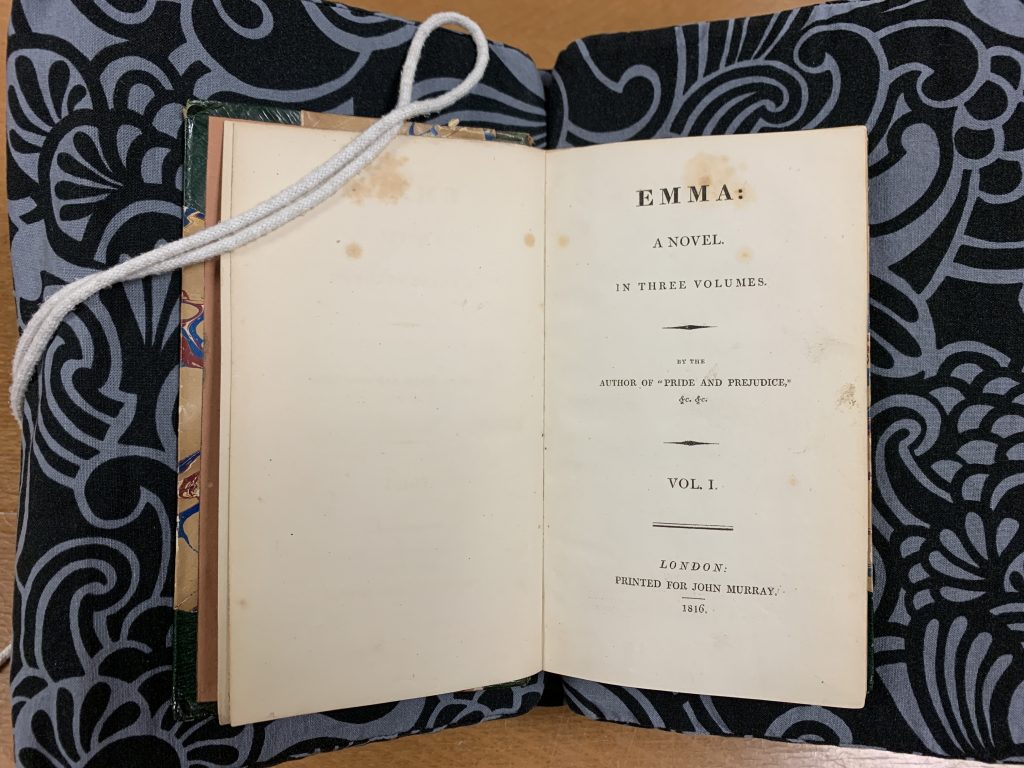 EMMA:
A NOVEL.
IN THREE VOLUMES.
BY THE
AUTHOR OF "PRIDE AND PREJUDICE,"
&c. &c.
VOL. I.
LONDON:
PRINTED FOR JOHN MURRAY.
1816.